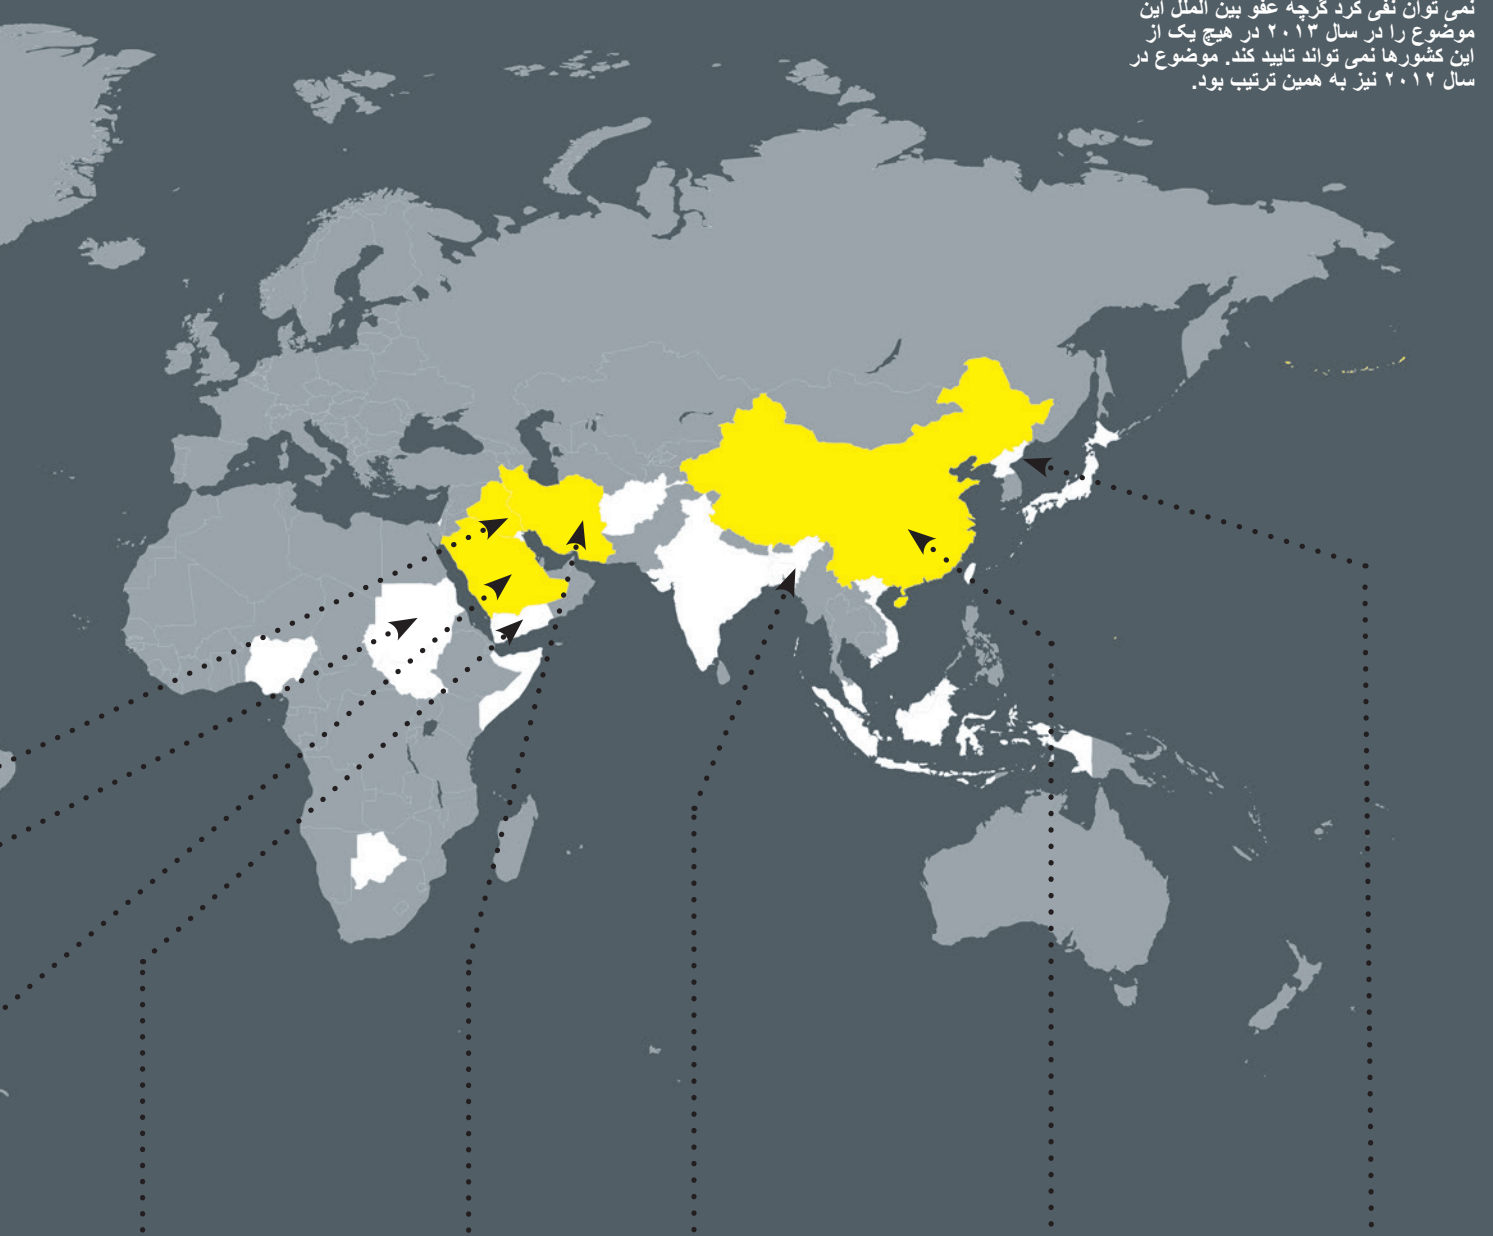 نمی توان نفی کرد گرچه عفو بین الملل این
موضوع را در سال ۲۰۱۳ در هیچ یک از
این کشورها نمی تواند تایید کند. موضوع در
سال ۲۰۱۲ نیز به همین ترتیب بود.